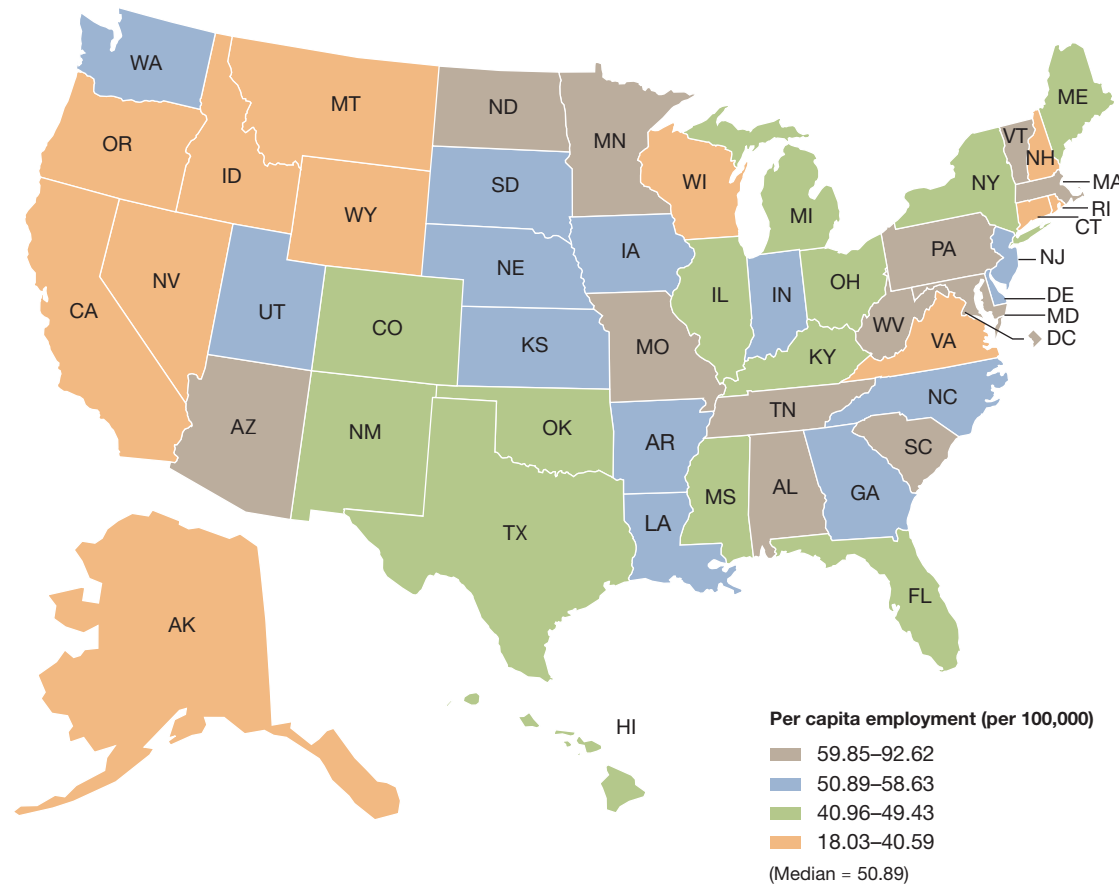 WA
MT
ND
MN
ME
VT
NH
OR
ID
SD
WI
NY
MA
WY
MI
RI
CT
NV
NE
IA
PA
NJ
CA
UT
CO
IL
IN
OH
DE
MD
DC
KS
MO
WV
VA
KY
AZ
NM
OK
AR
TN
NC
SC
TX
LA
MS
AL
GA
FL
AK
HI
Per capita employment (per 100,000)
59.85–92.62
50.89–58.63
40.96–49.43
18.03–40.59
(Median = 50.89)